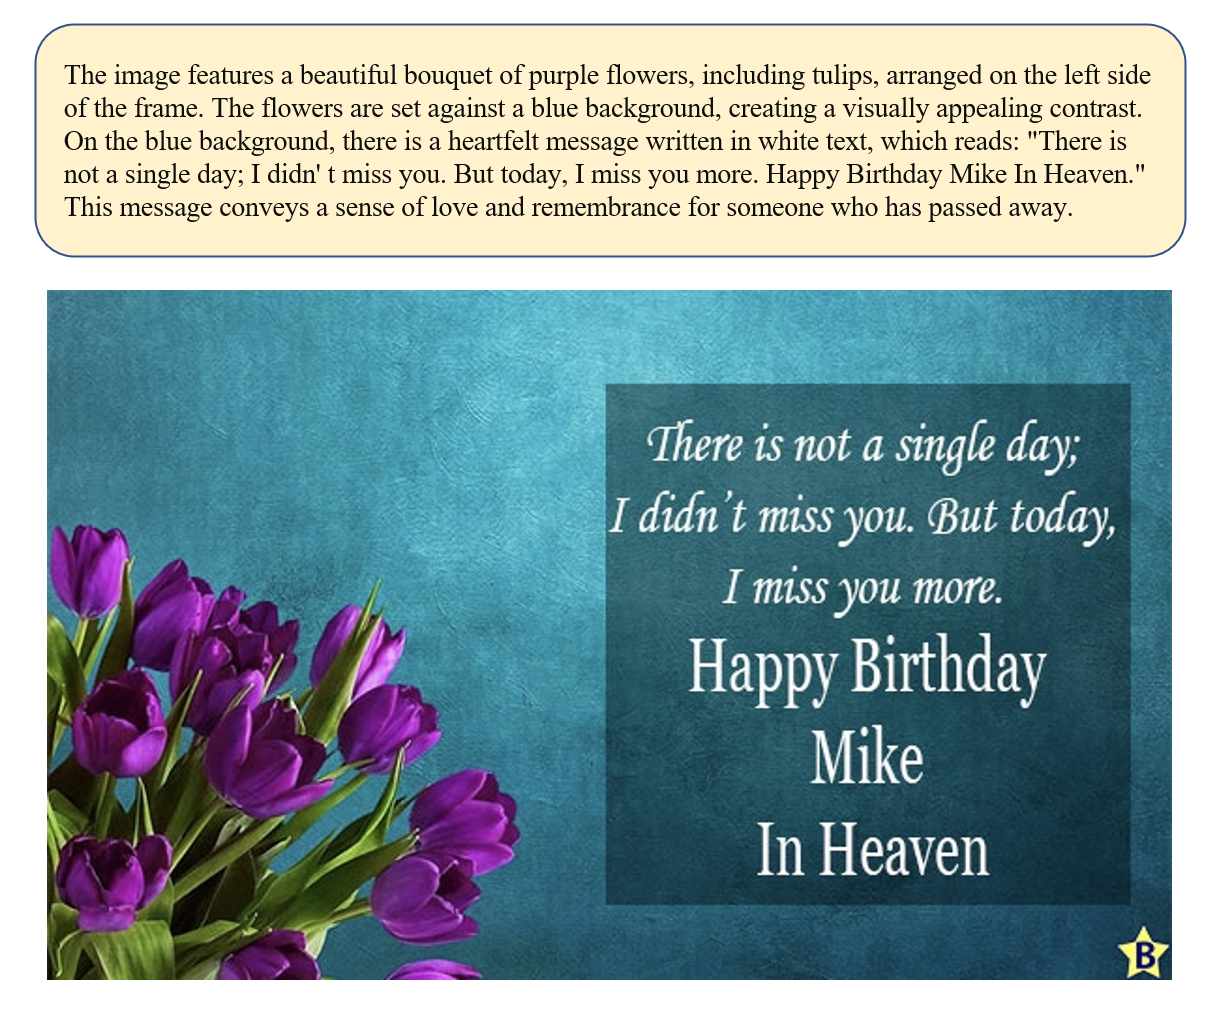 The image features a beautiful bouquet of purple flowers, including tulips, arranged on the left side
of the frame. The flowers are set against a blue background, creating a visually appealing contrast.
On the blue background, there is a heartfelt message written in white text, which reads: "There is
not a single day; I didn' t miss you. But today, I miss you more. Happy Birthday Mike In Heaven."
This message conveys a sense of love and remembrance for someone who has passed away.
There is not a single day;
I didn't miss you. But today,
I miss you more.
Happy Birthday
Mike
In Heaven
B